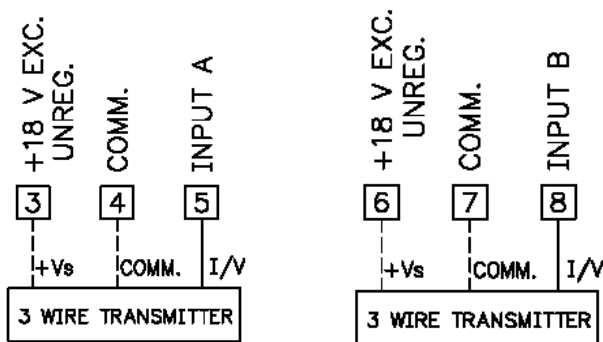 +18 V EXC.
UNREG.
COMM.
INPUT A
3
4
5
+Vs
COMM.
I/V
3 WIRE TRANSMITTER
+18 V EXC.
UNREG.
COMM.
INPUT B
6
7
8
+Vs
COMM.
I/V
3 WIRE TRANSMITTER